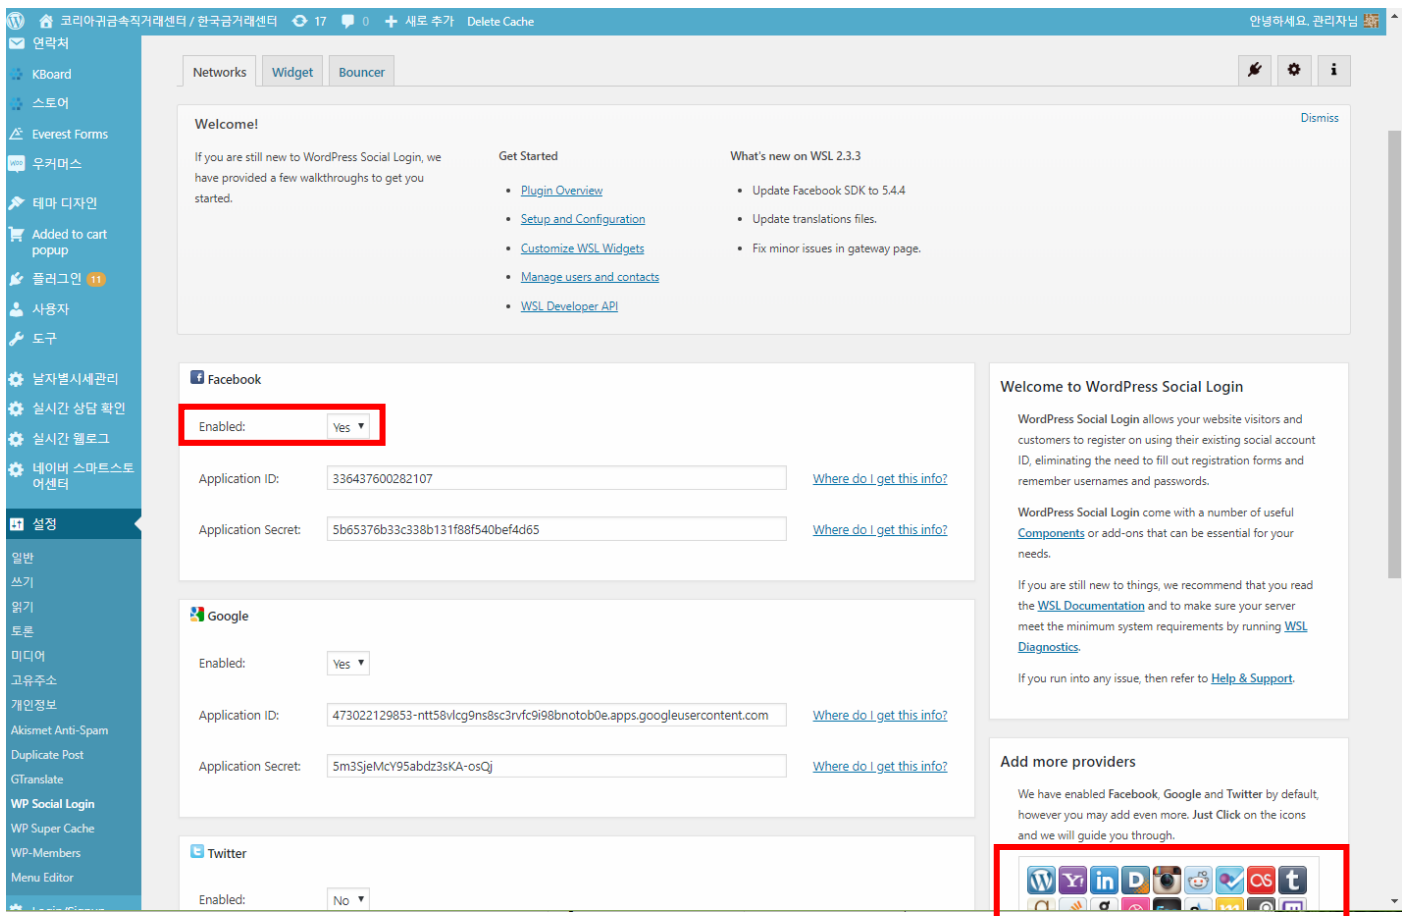 코리아귀금속직거래센터 / 한국금거래센터 17 0 새로 추가 Delete Cache 안녕하세요, 관리자님
연락처
KBoard
스토어
Everest Forms
우커머스
테마 디자인
Added to cart
popup
플러그인 11
사용자
도구
날자별시세관리
실시간 상담 확인
실시간 웹로그
네이버 스마트스토
어센터
설정
일반
쓰기
읽기
토론
미디어
고유주소
개인정보
Akismet Anti-Spam
Duplicate Post
GTranslate
WP Social Login
WP Super Cache
WP-Members
Menu Editor
Networks Widget Bouncer
Dismiss
Welcome!
If you are still new to WordPress Social Login, we
have provided a few walkthroughs to get you
started.
Get Started
Plugin Overview
Setup and Configuration
Customize WSL Widgets
Manage users and contacts
WSL Developer API
What's new on WSL 2.3.3
Update Facebook SDK to 5.4.4
Update translations files.
Fix minor issues in gateway page.
Facebook
Enabled: Yes
Application ID: 336437600282107 Where do I get this info?
Application Secret: 5b65376b33c338b131f88f540bef4d65 Where do I get this info?
Google
Enabled: Yes
Application ID: 473022129853-ntt58vlcg9ns8sc3rvfc9i98bnotob0e.apps.googleusercontent.com Where do I get this info?
Application Secret: 5m3SjeMcY95abdz3sKA-osQj Where do I get this info?
Twitter
Enabled: No
Welcome to WordPress Social Login
WordPress Social Login allows your website visitors and
customers to register on using their existing social account
ID, eliminating the need to fill out registration forms and
remember usernames and passwords.
WordPress Social Login come with a number of useful
Components or add-ons that can be essential for your
needs.
If you are still new to things, we recommend that you read
the WSL Documentation and to make sure your server
meet the minimum system requirements by running WSL
Diagnostics.
If you run into any issue, then refer to Help & Support.
Add more providers
We have enabled Facebook, Google and Twitter by default,
however you may add even more. Just Click on the icons
and we will guide you through.